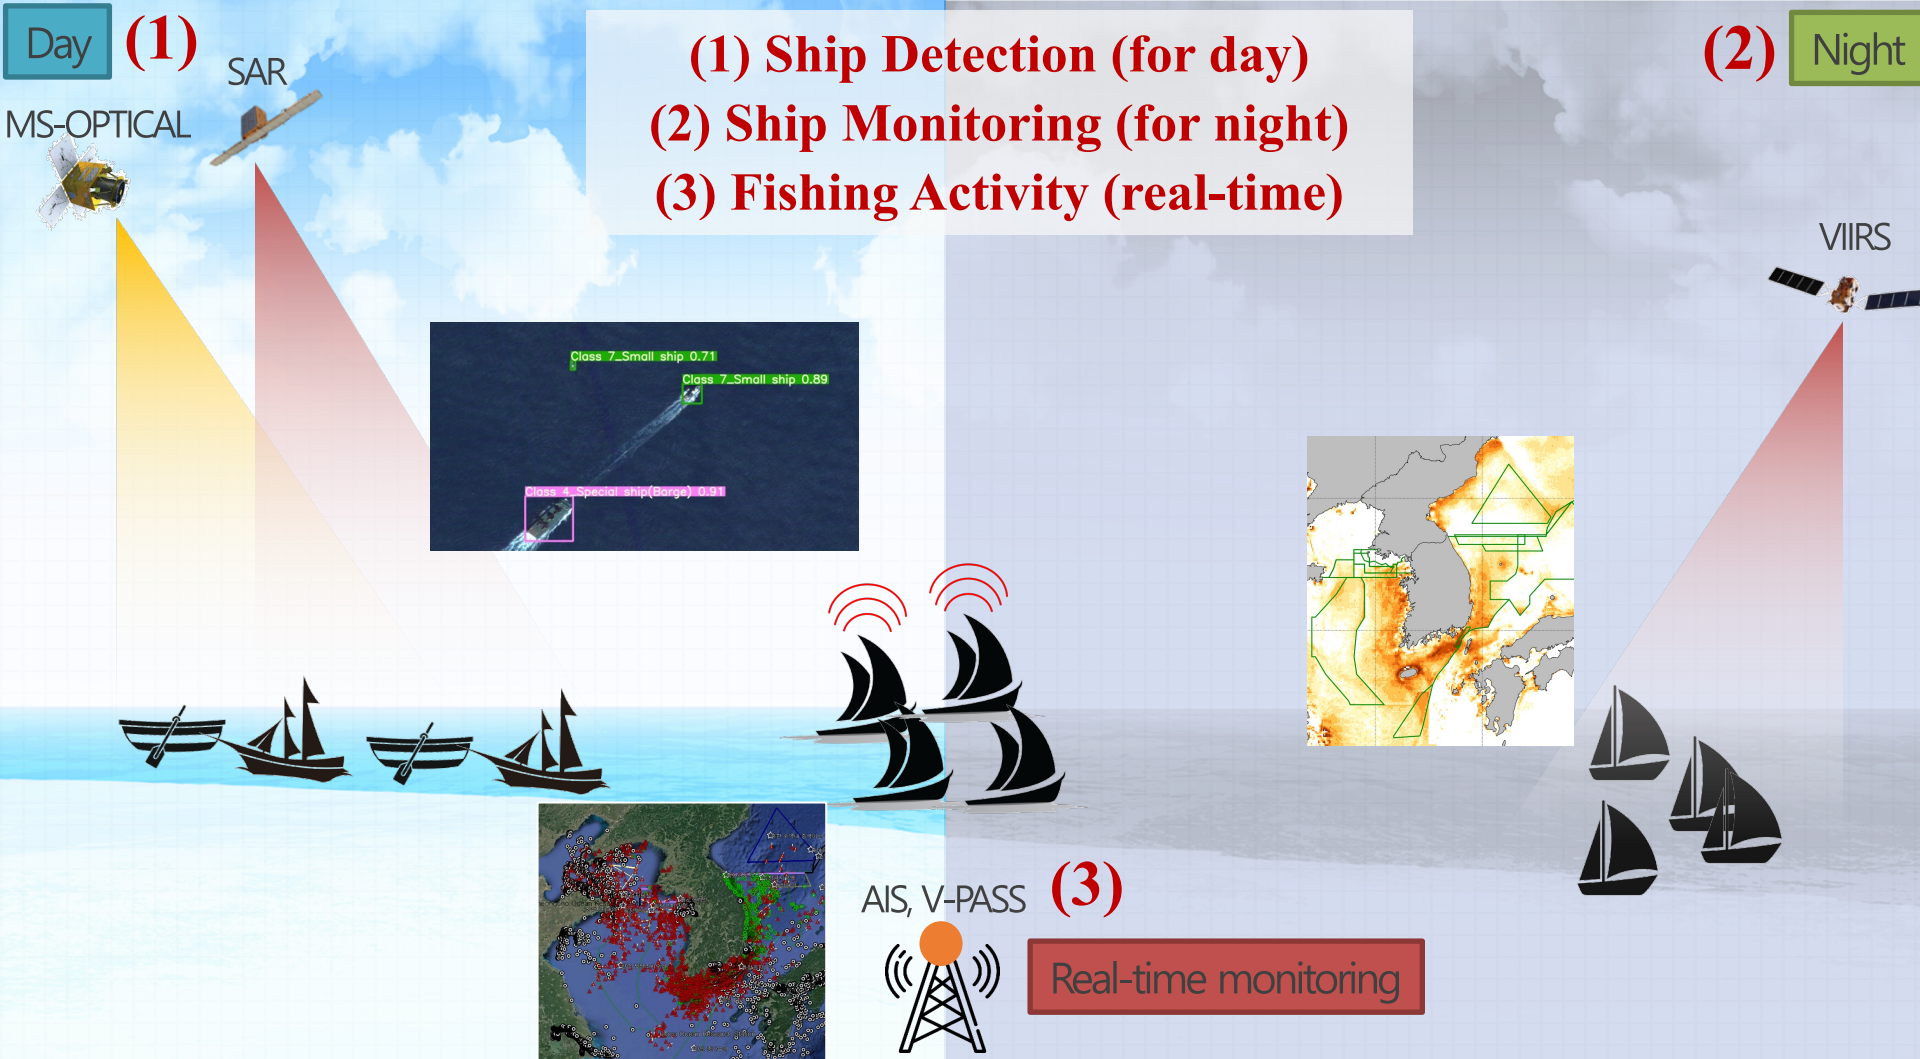 Day
(1)
SAR
MS-OPTICAL
(1) Ship Detection (for day)
(2) Ship Monitoring (for night)
(3) Fishing Activity (real-time)
(2)
Night
VIIRS
Class 7_Small ship 0.71
Class 7_Small ship 0.89
Class 4_Special ship(Barge) 0.91
AIS, V-PASS
(3)
Real-time monitoring